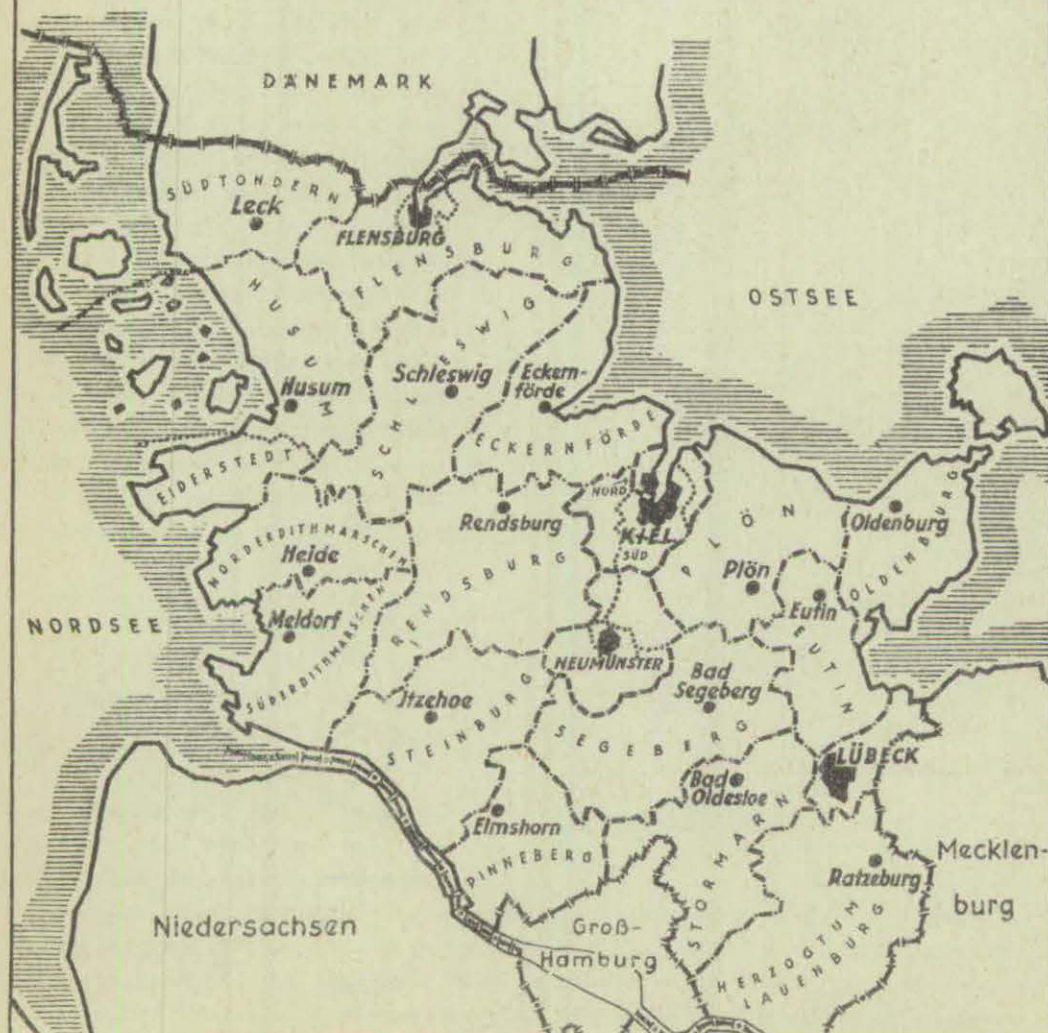 DÄNEMARK
SÜDTONDERN
Leck
FLENSBURG
FLENSBURG
HUSUM
OSTSEE
SCHLESWIG
Schleswig
Eckern-
förde
Husum
ECKERNFÖRDE
EIDERSTEDT
NORD
KIEL
SÜD
Rendsburg
PLÖN
Oldenburg
OLDENBURG
NORDERDITHMARSCHEN
Heide
RENDSBURG
Plön
Eutin
EUTIN
NORDSEE
Meldorf
SÜDERDITHMARSCHEN
NEUMÜNSTER
Bad
Segeberg
Itzehoe
STEINBURG
SEGEBERG
LÜBECK
Bad
Oldesloe
Elmshorn
PINNEBERG
STORMARN
Ratzeburg
Mecklen-
burg
Niedersachsen
Groß-
Hamburg
HERZOGTUM
LAUENBURG